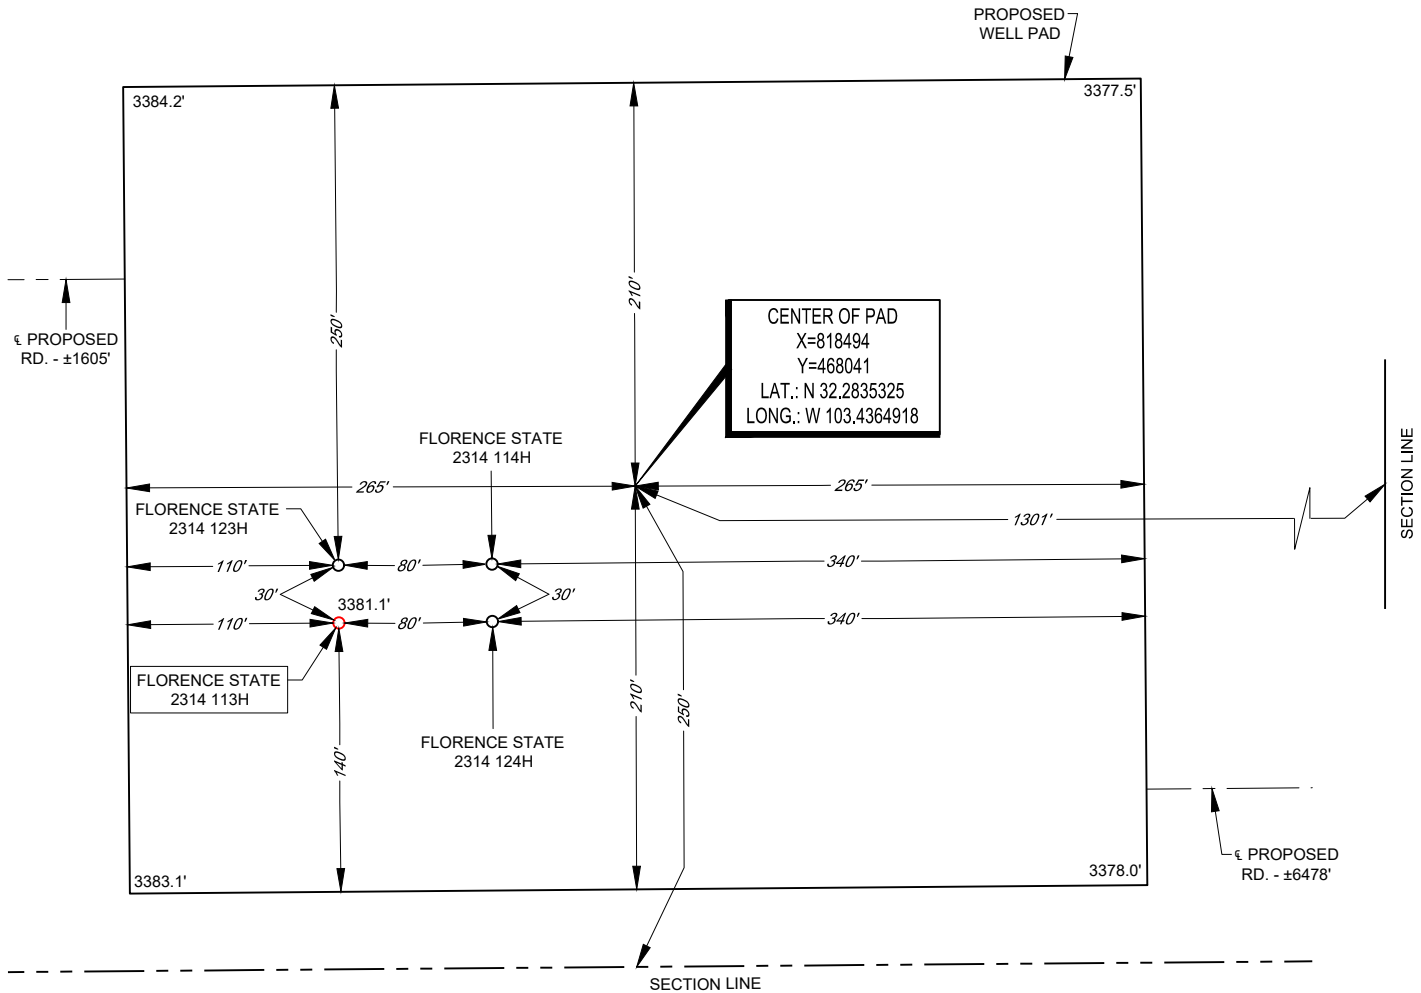 PROPOSED
WELL PAD
3384.2'
3377.5'
250'
210'
℄ PROPOSED
RD. - ±1605'
CENTER OF PAD
X=818494
Y=468041
LAT.: N 32.2835325
LONG.: W 103.4364918
FLORENCE STATE
2314 114H
SECTION LINE
265'
265'
FLORENCE STATE
2314 123H
1301'
110'
80'
340'
30'
30'
3381.1'
110'
80'
340'
FLORENCE STATE
2314 113H
210'
250'
FLORENCE STATE
2314 124H
140'
℄ PROPOSED
RD. - ±6478'
3383.1'
3378.0'
SECTION LINE